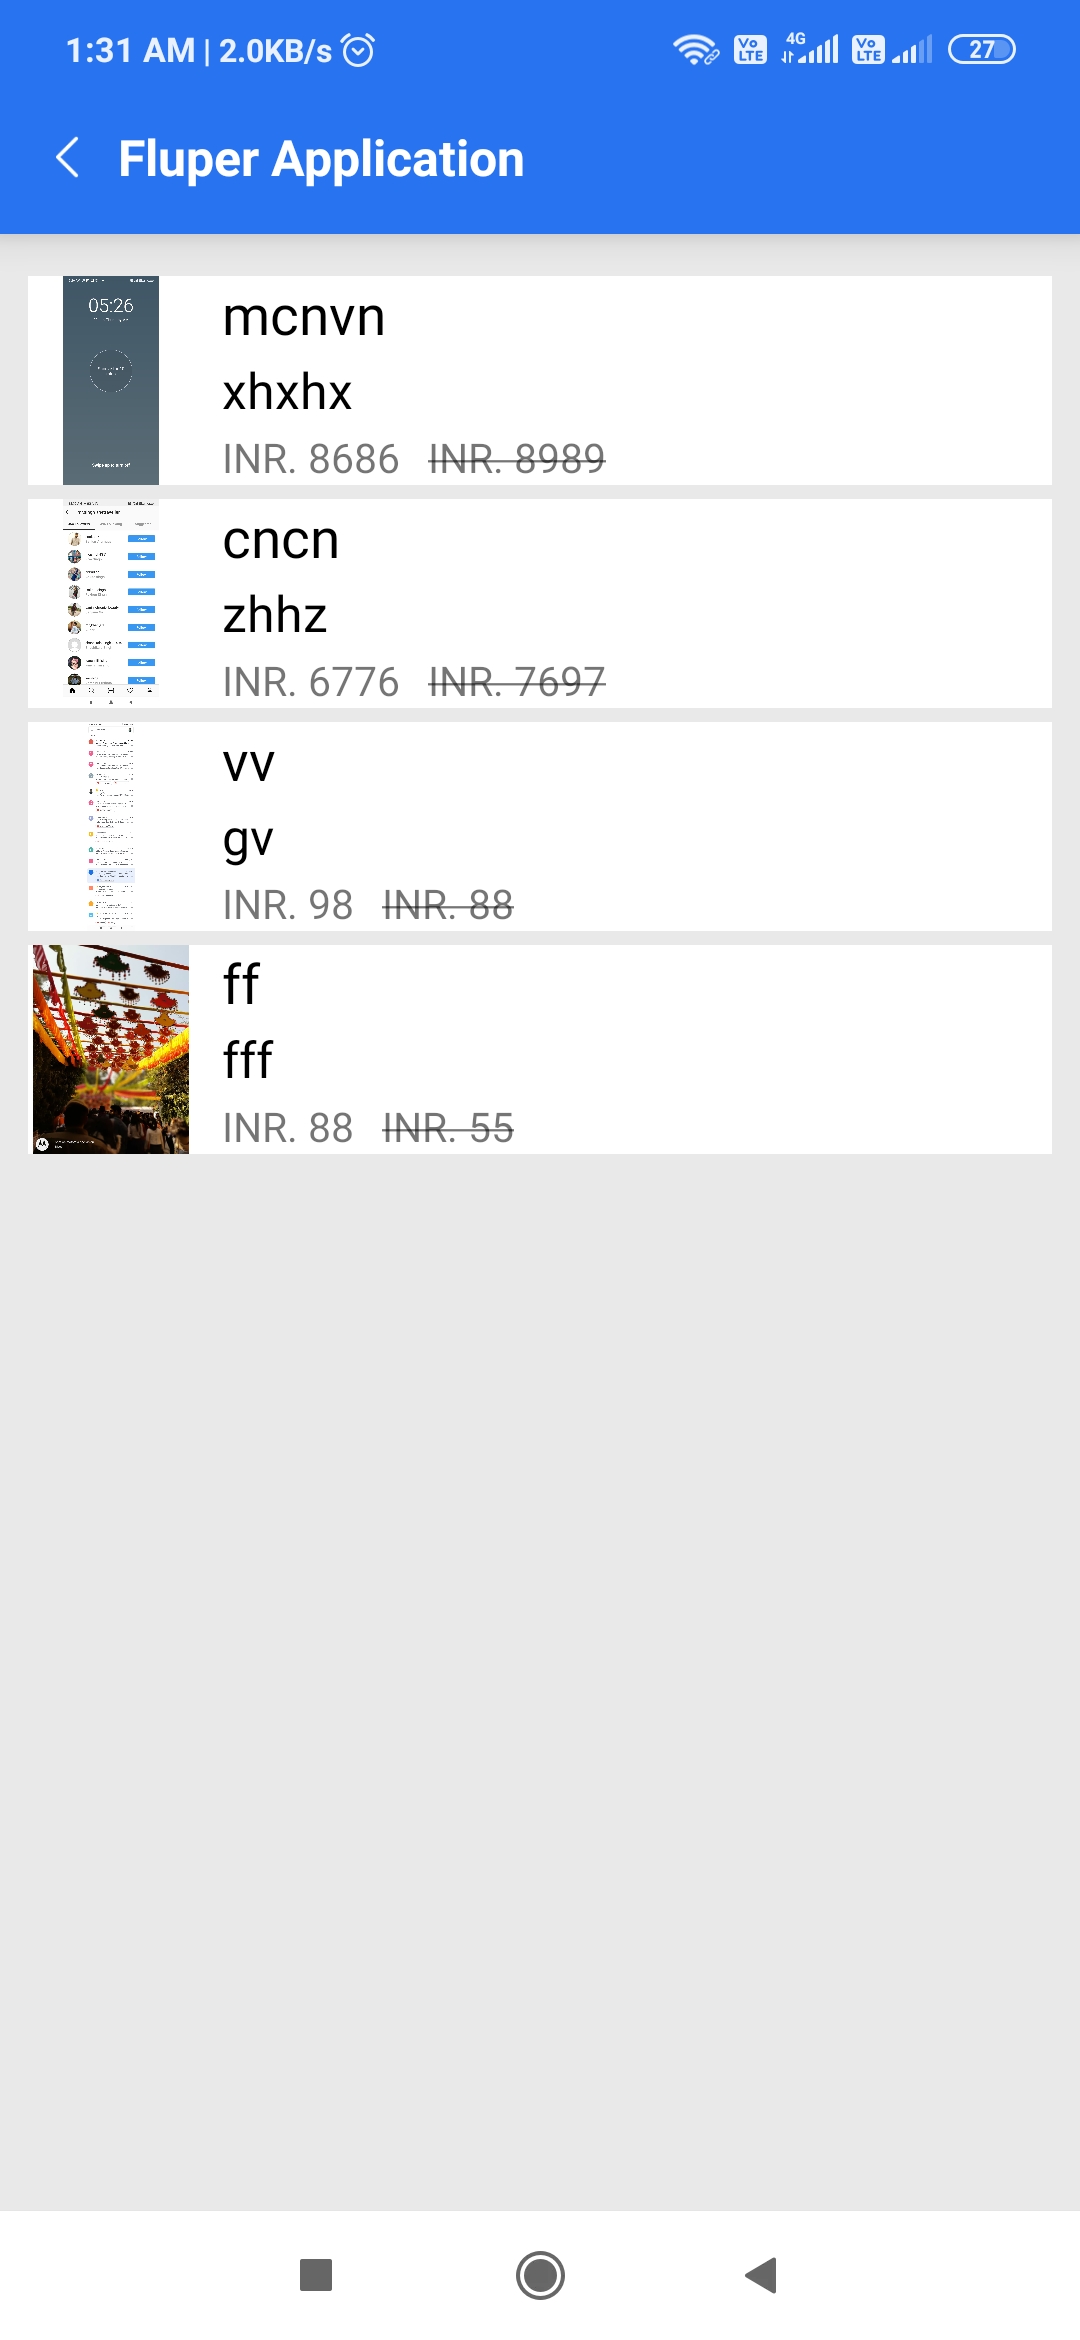 1:31 AM | 2.0KB/s
Vo LTE 4G Vo LTE 27
Fluper Application
05:26
mcnvn
xhxhx
INR. 8686 INR. 8989
cncn
zhhz
INR. 6776 INR. 7697
vv
gv
INR. 98 INR. 88
ff
fff
INR. 88 INR. 55